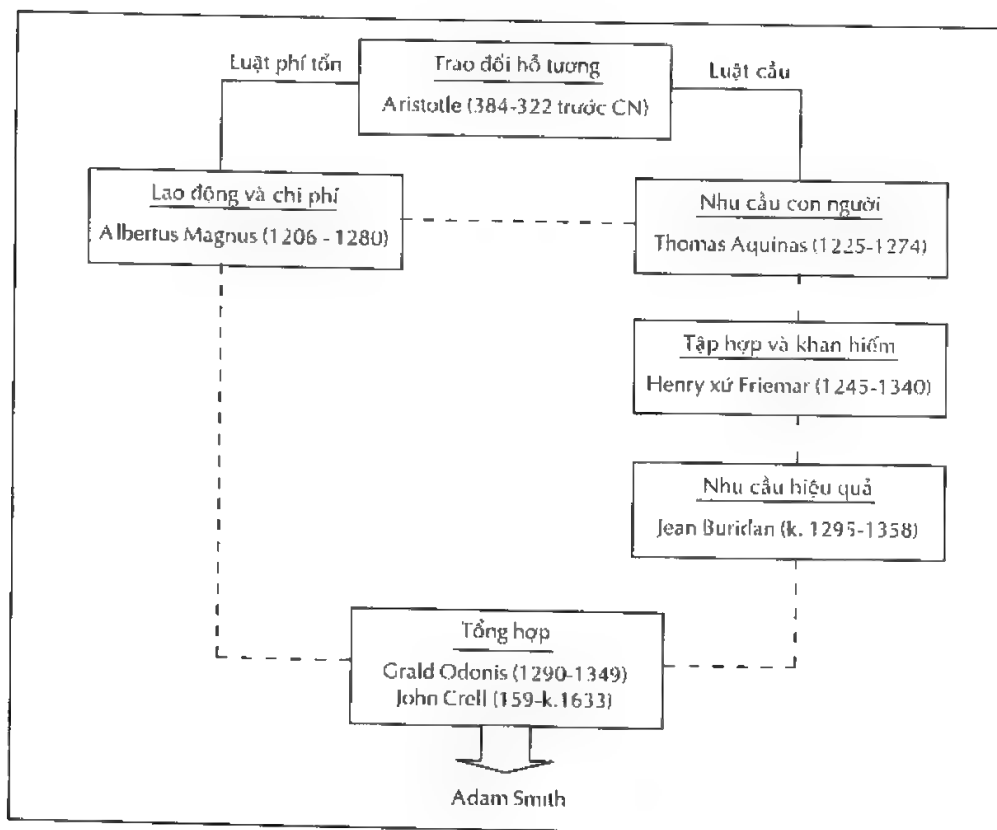 Luật phí tổn
Trao đổi hỗ tương
Luật cầu
Aristotle (384-322 trước CN)
Lao động và chi phí
Albertus Magnus (1206 - 1280)
Nhu cầu con người
Thomas Aquinas (1225-1274)
Tập hợp và khan hiếm
Henry xứ Friemar (1245-1340)
Nhu cầu hiệu quả
Jean Buridan (k. 1295-1358)
Tổng hợp
Grald Odonis (1290-1349)
John Crell (159-k.1633)
Adam Smith